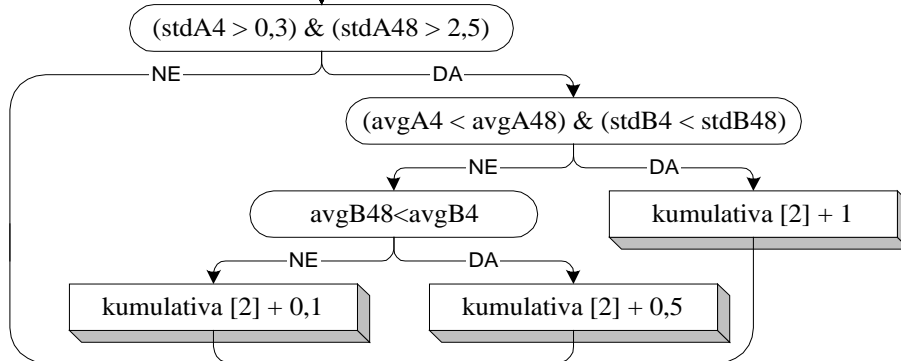 (stdA4 > 0,3) & (stdA48 > 2,5)
NE
DA
(avgA4 < avgA48) & (stdB4 < stdB48)
NE
DA
avgB48<avgB4
kumulativa [2] + 1
NE
DA
kumulativa [2] + 0,1
kumulativa [2] + 0,5